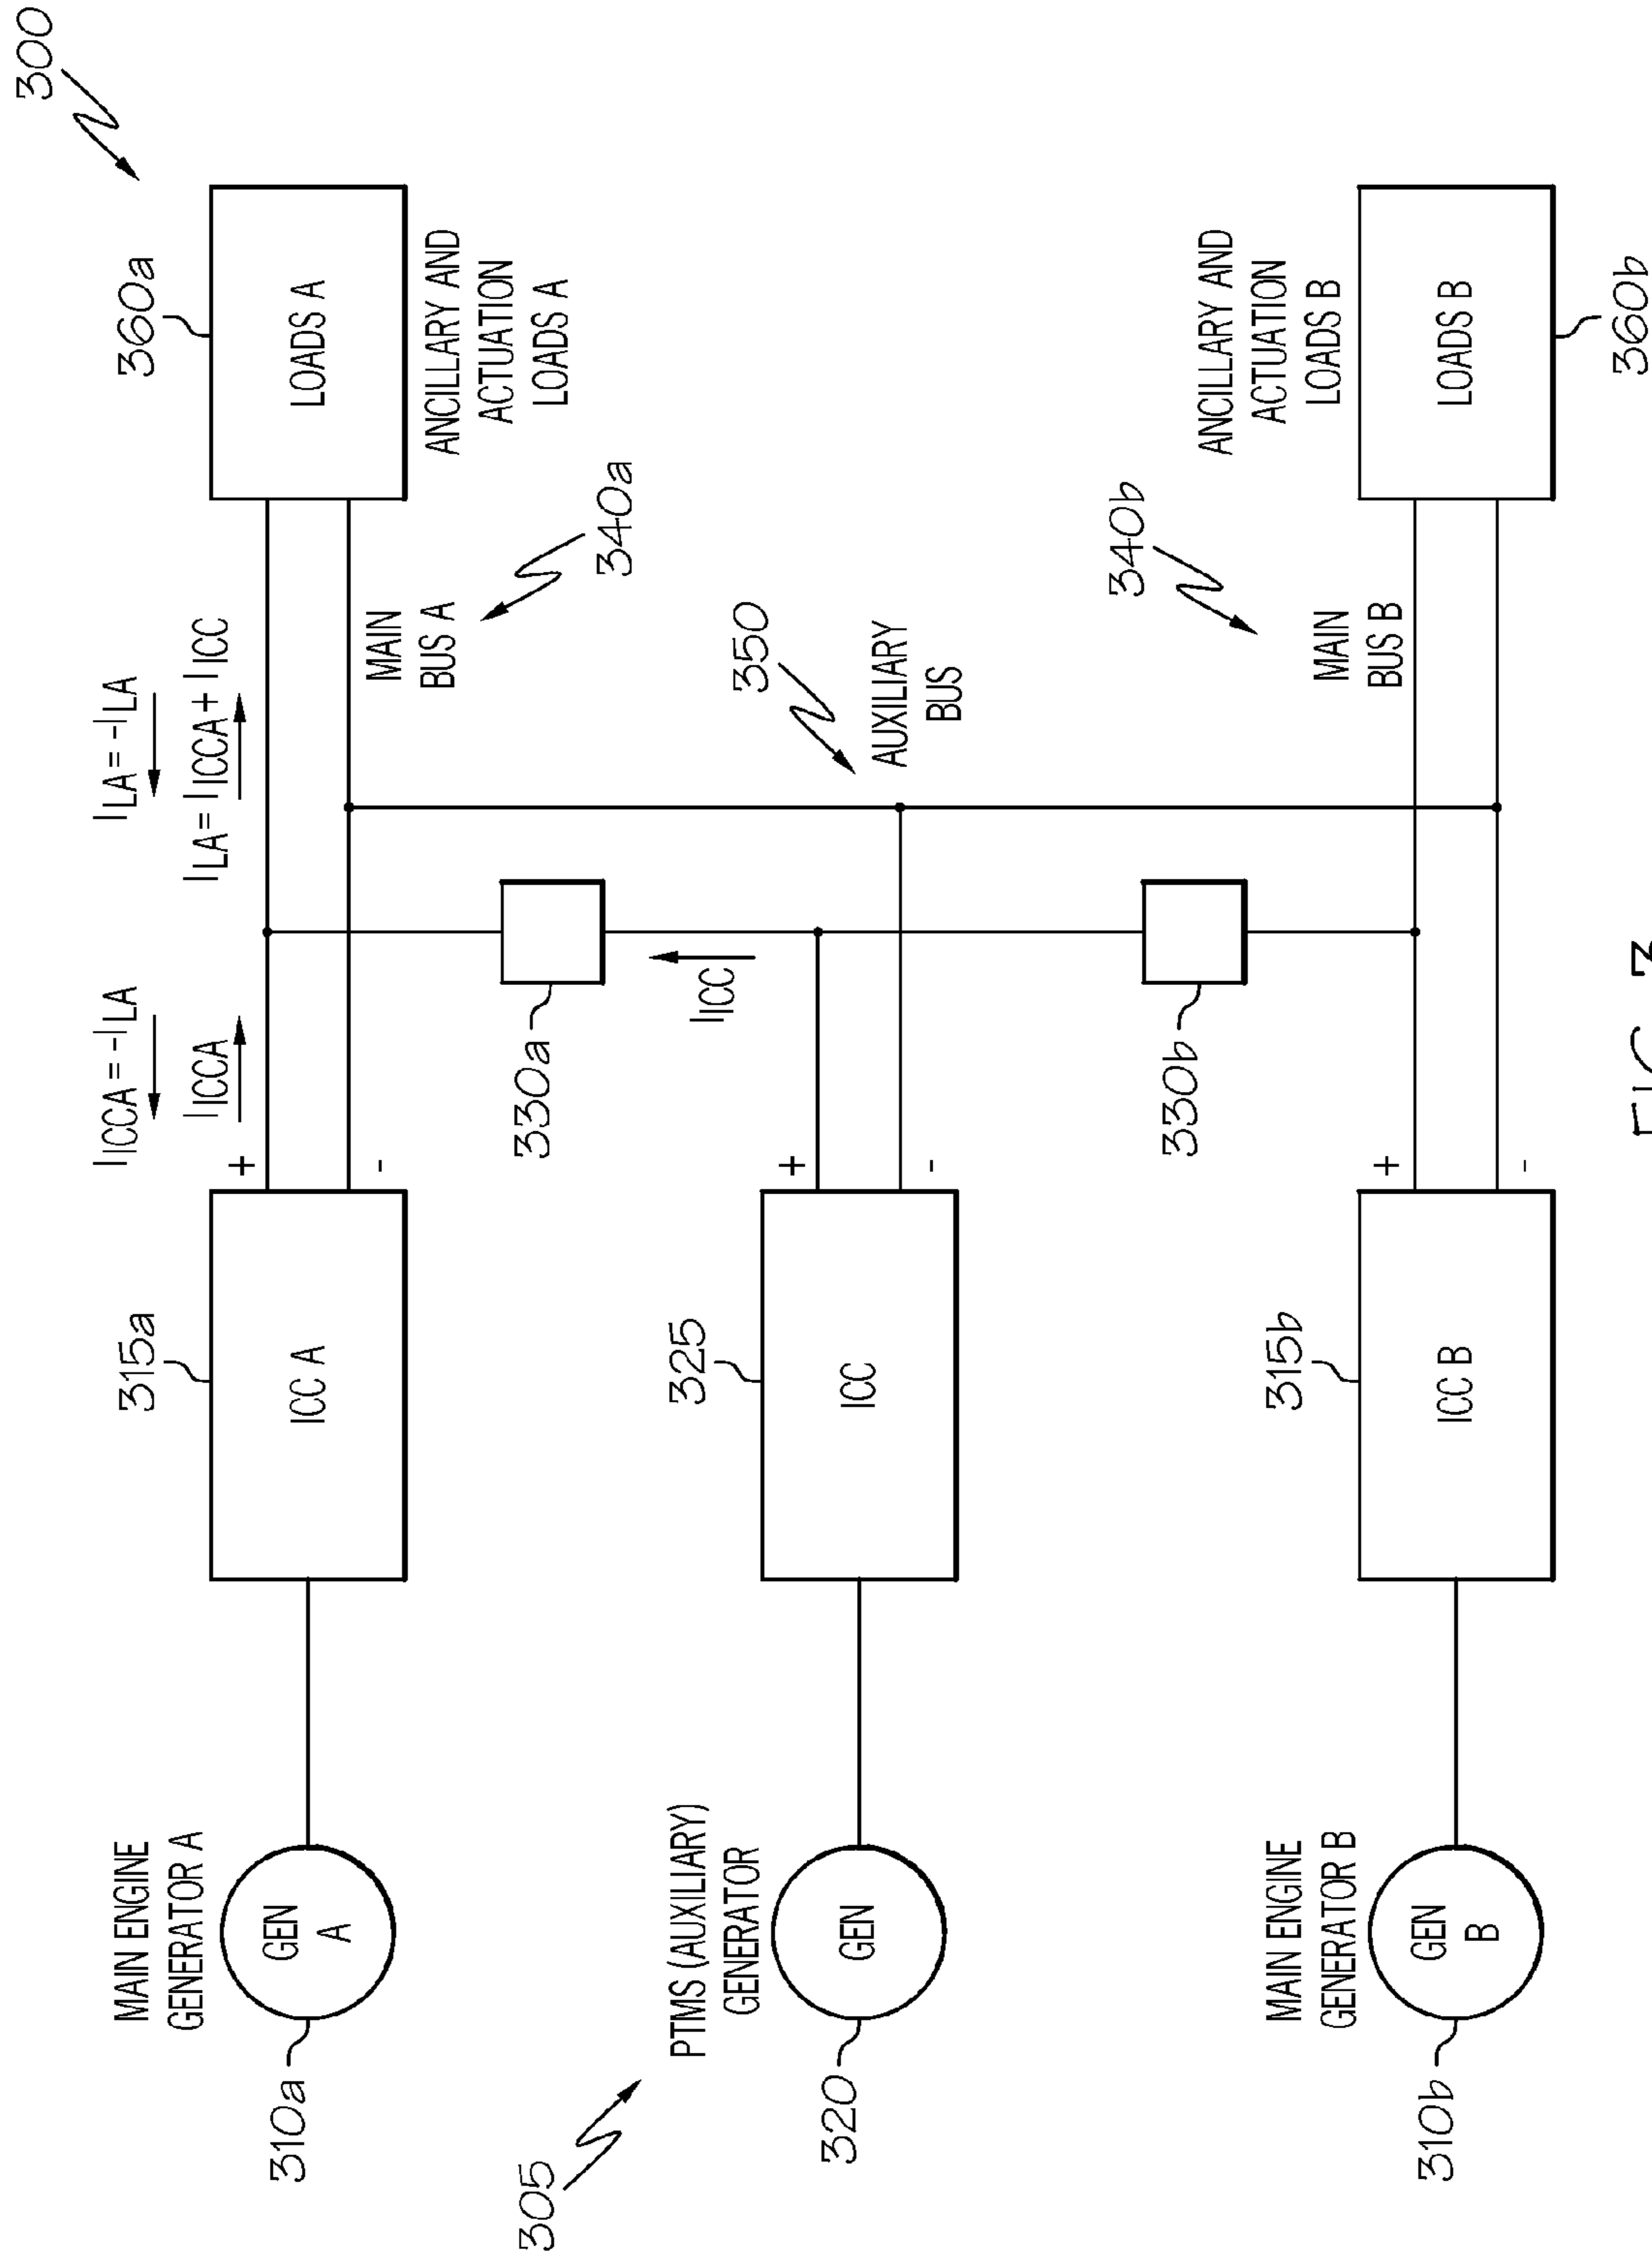 300
360a
LOADS A
ANCILLARY AND
ACTUATION
LOADS A
I_LA = -I_LA
I_LA = I_ICCA + I_ICC
MAIN
BUS A
340a
I_ICCA = -I_LA
I_ICCA
+
-
315a
ICC A
MAIN ENGINE
GENERATOR A
GEN
A
310a
330a
I_ICC
350
AUXILIARY
BUS
305
PTMS (AUXILIARY)
GENERATOR
GEN
320
325
ICC
+
-
340b
MAIN
BUS B
330b
ANCILLARY AND
ACTUATION
LOADS B
LOADS B
360b
315b
ICC B
+
-
MAIN ENGINE
GENERATOR B
GEN
B
310b